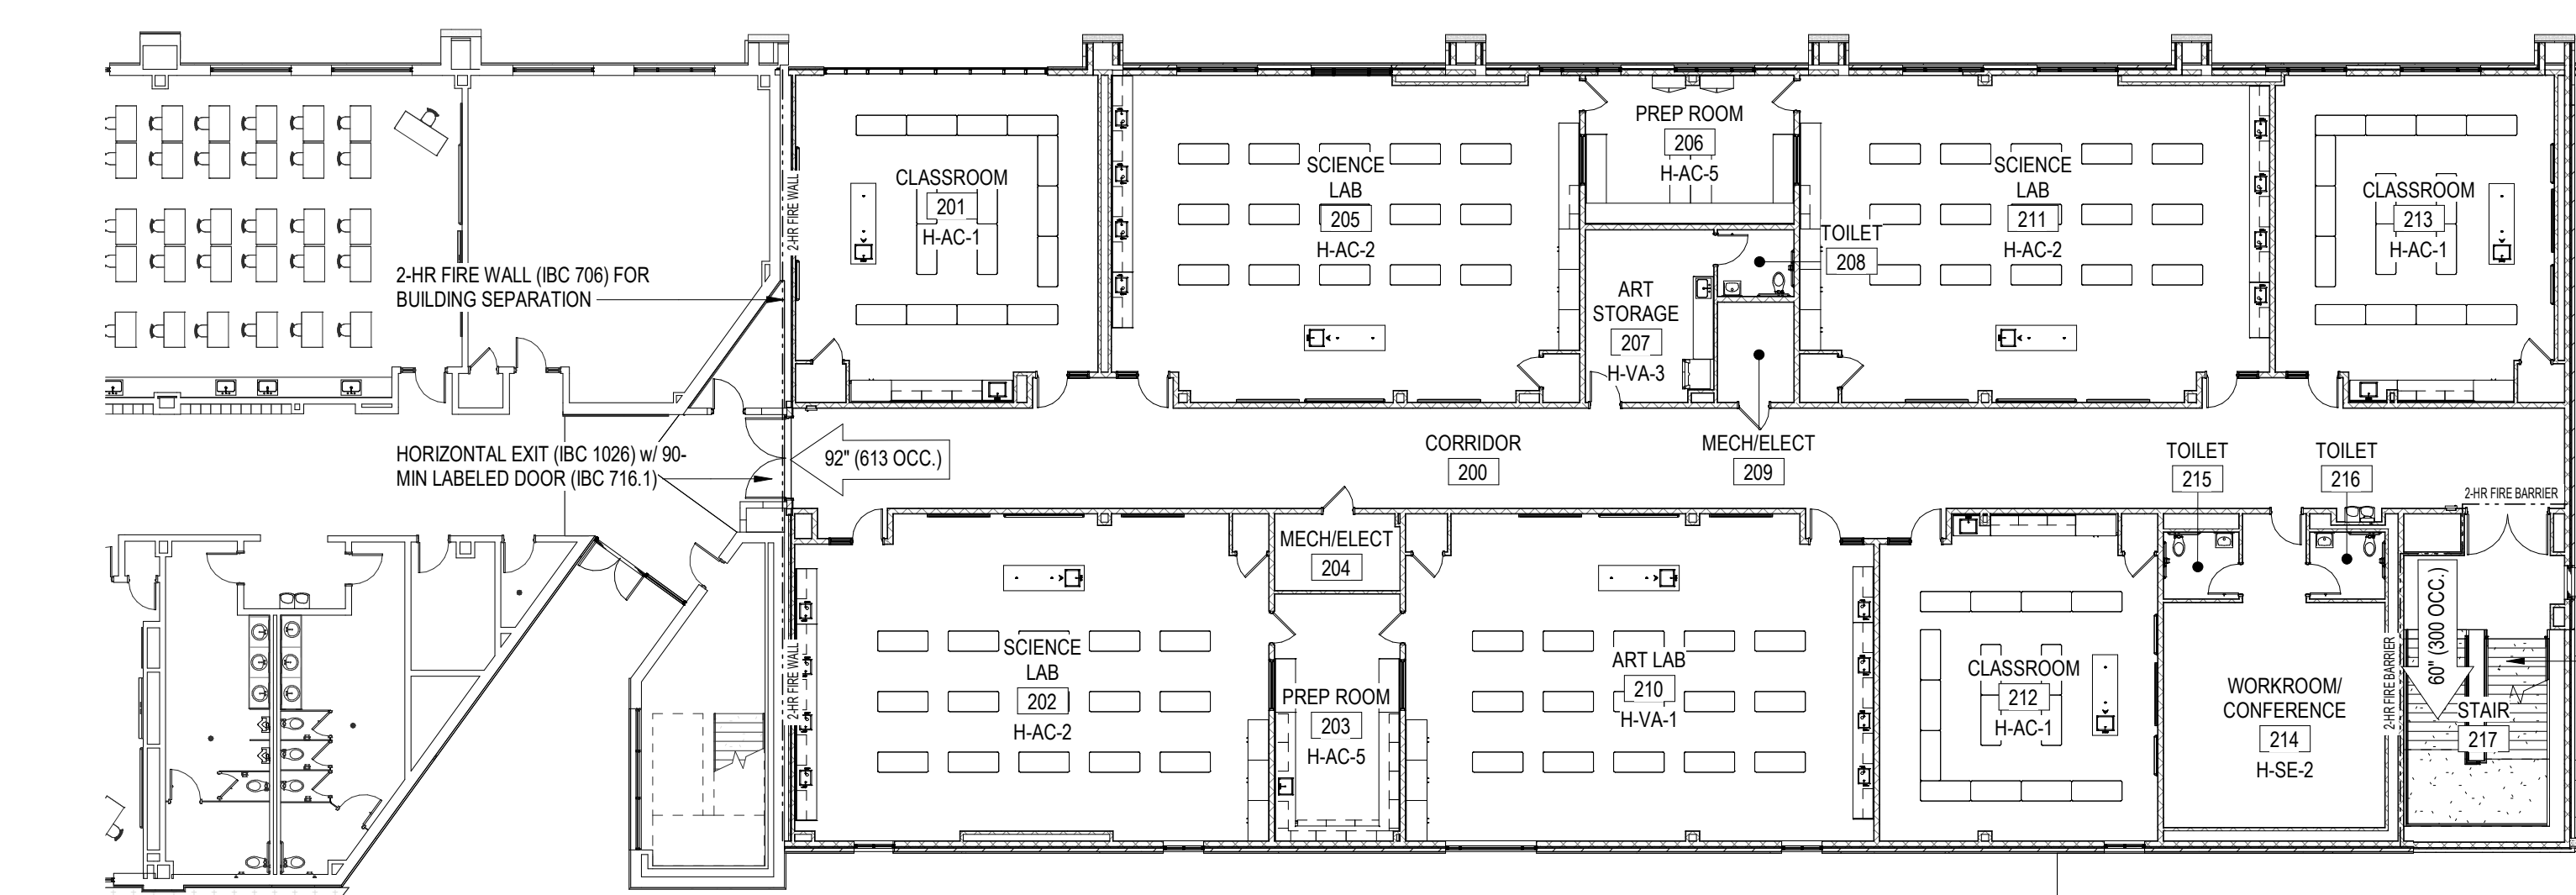 2-HR FIRE WALL (IBC 706) FOR
BUILDING SEPARATION
HORIZONTAL EXIT (IBC 1026) w/ 90-
MIN LABELED DOOR (IBC 716.1)
2-HR FIRE WALL
CLASSROOM
201
H-AC-1
SCIENCE
LAB
205
H-AC-2
PREP ROOM
206
H-AC-5
ART
STORAGE
207
H-VA-3
TOILET
208
SCIENCE
LAB
211
H-AC-2
CLASSROOM
213
H-AC-1
92" (613 OCC.)
CORRIDOR
200
MECH/ELECT
209
TOILET
215
TOILET
216
2-HR FIRE BARRIER
2-HR FIRE WALL
SCIENCE
LAB
202
H-AC-2
MECH/ELECT
204
PREP ROOM
203
H-AC-5
ART LAB
210
H-VA-1
CLASSROOM
212
H-AC-1
WORKROOM/
CONFERENCE
214
H-SE-2
2-HR FIRE BARRIER
60" (300 OCC.)
STAIR
217